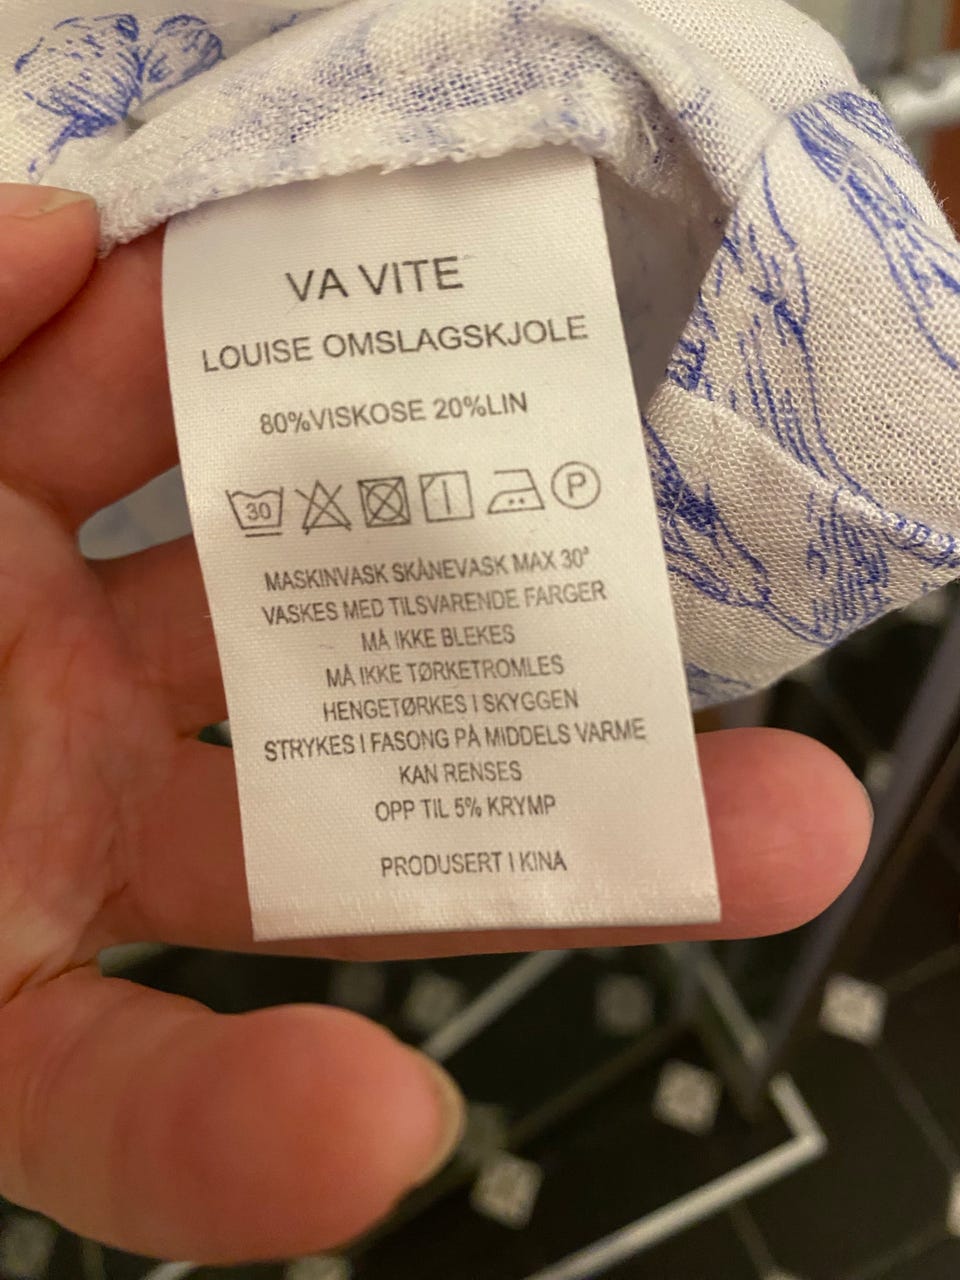 VA VITE
LOUISE OMSLAGSKJOLE
80%VISKOSE 20%LIN
30 P
MASKINVASK SKÅNEVASK MAX 30°
VASKES MED TILSVARENDE FARGER
MÅ IKKE BLEKES
MÅ IKKE TØRKETROMLES
HENGETØRKES I SKYGGEN
STRYKES I FASONG PÅ MIDDELS VARME
KAN RENSES
OPP TIL 5% KRYMP
PRODUSERT I KINA